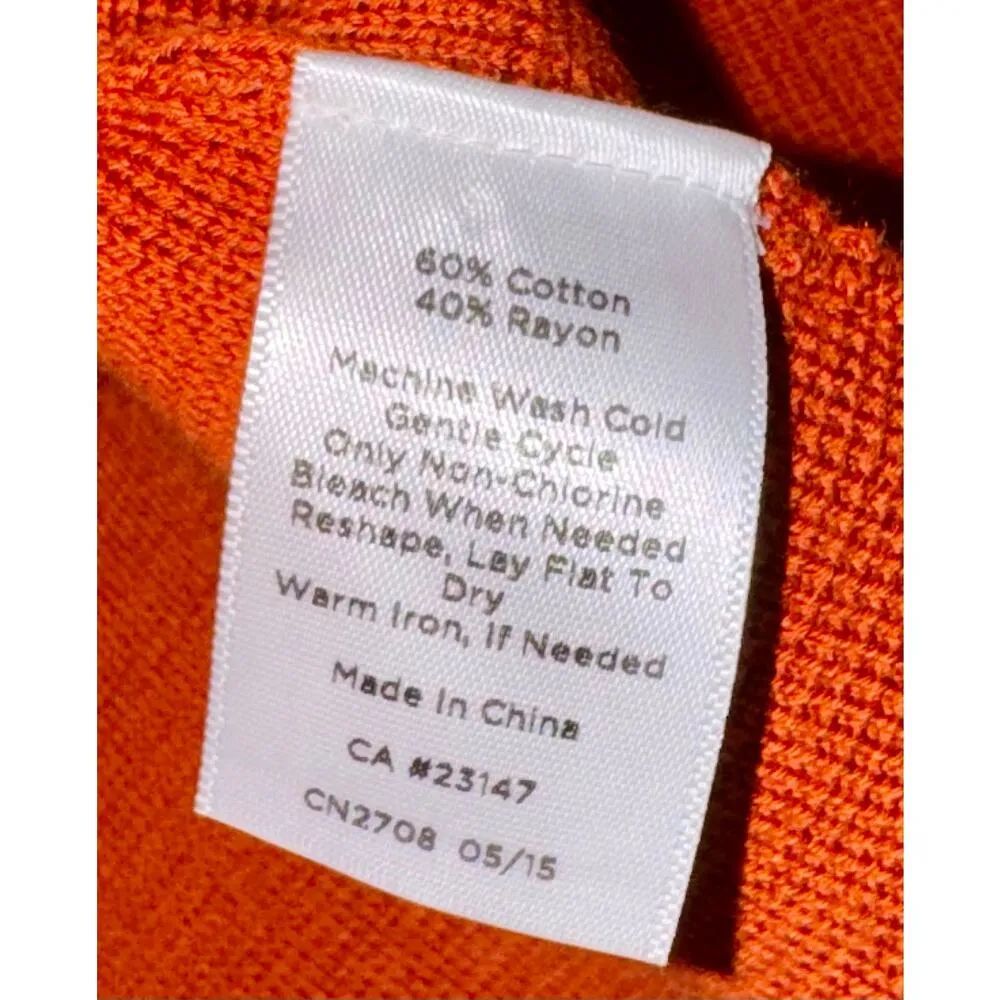 60% Cotton
40% Rayon
Machine Wash Cold
Gentle Cycle
Only Non-Chlorine
Bleach When Needed
Reshape, Lay Flat To
Dry
Warm Iron, If Needed
Made In China
CA #23147
CN2708 05/15